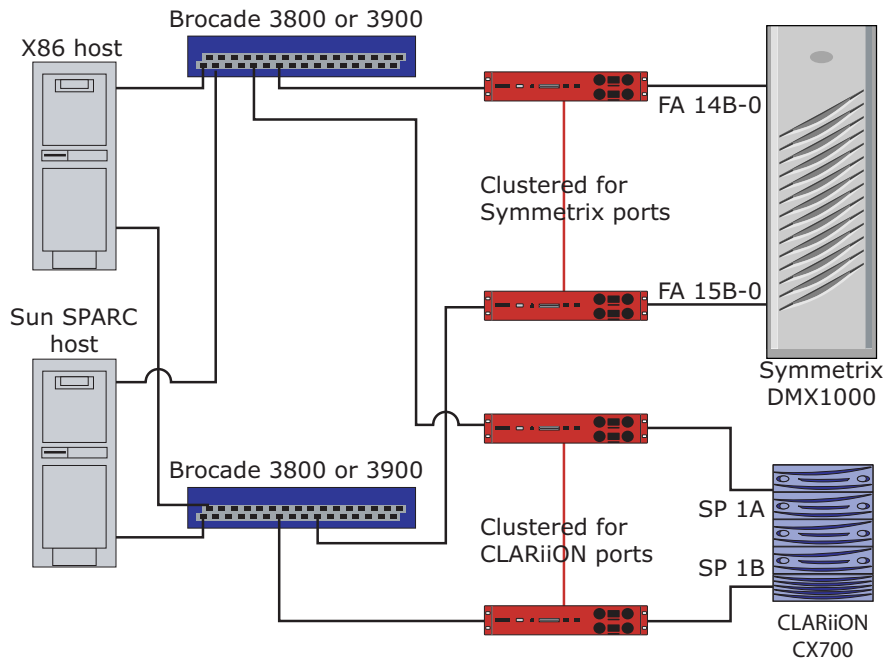 Brocade 3800 or 3900
X86 host
FA 14B-0
Clustered for
Symmetrix ports
FA 15B-0
Sun SPARC
host
Symmetrix
DMX1000
Brocade 3800 or 3900
SP 1A
Clustered for
CLARiiON ports
SP 1B
CLARiiON
CX700